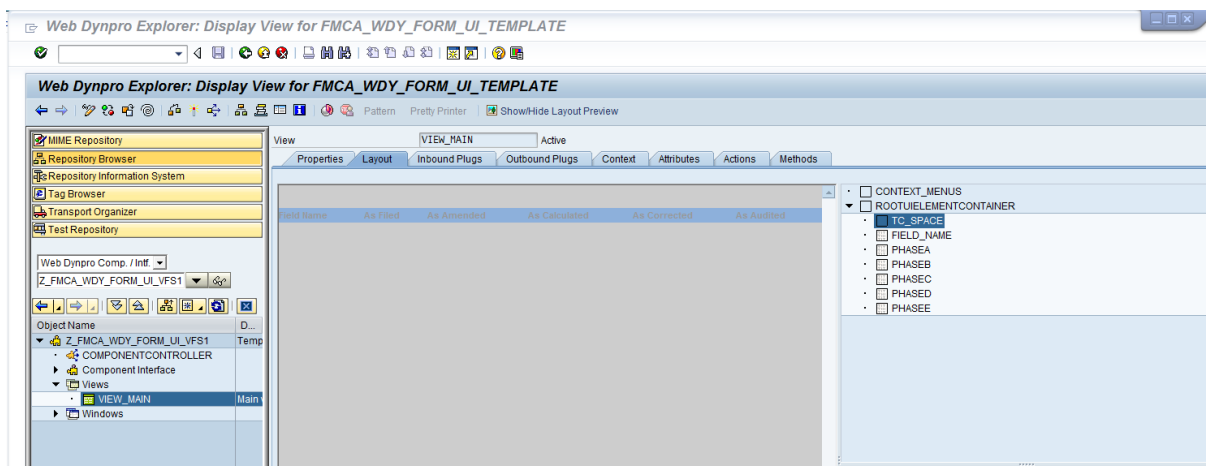 Web Dynpro Explorer: Display View for FMCA_WDY_FORM_UI_TEMPLATE
Web Dynpro Explorer: Display View for FMCA_WDY_FORM_UI_TEMPLATE
Pattern Pretty Printer Show/Hide Layout Preview
MIME Repository
Repository Browser
Repository Information System
Tag Browser
Transport Organizer
Test Repository
Web Dynpro Comp. / Intf.
Z_FMCA_WDY_FORM_UI_VFS1
Object Name D...
Z_FMCA_WDY_FORM_UI_VFS1 Temp
COMPONENTCONTROLLER
Component Interface
Views
VIEW_MAIN Main
Windows
View VIEW_MAIN Active
Properties Layout Inbound Plugs Outbound Plugs Context Attributes Actions Methods
Field Name As Filed As Amended As Calculated As Corrected As Audited
CONTEXT_MENUS
ROOTUIELEMENTCONTAINER
TC_SPACE
FIELD_NAME
PHASEA
PHASEB
PHASEC
PHASED
PHASEE